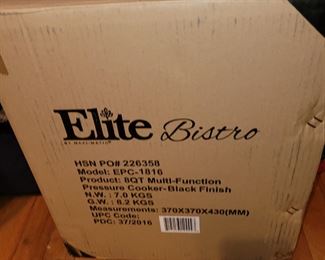 Elite Bistro
BY MAXI-MATIC
HSN PO# 226358
Model: EPC-1816
Product: 8QT Multi-Function
Pressure Cooker-Black Finish
N.W. : 7.0 KGS
G.W. : 8.2 KGS
Measurements: 370X370X430(MM)
UPC Code:
PDC: 37/2016